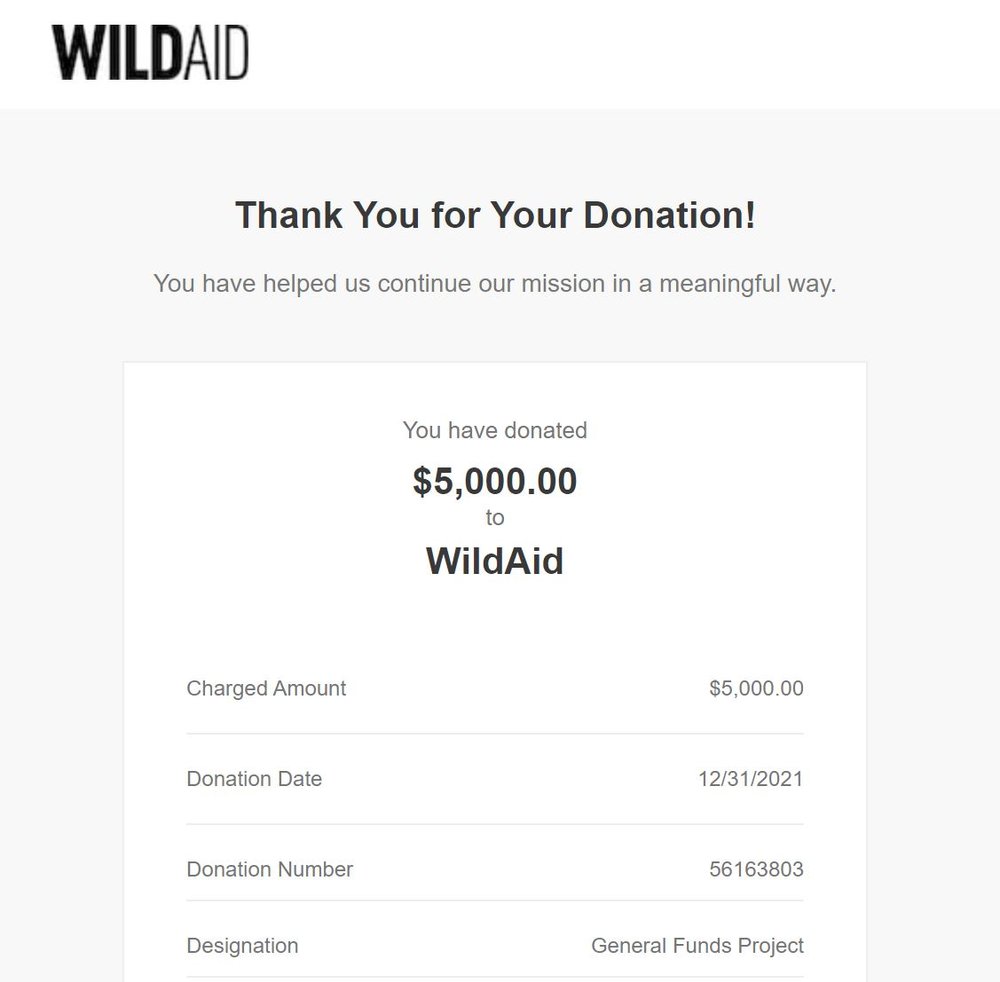 WILDAID
Thank You for Your Donation!
You have helped us continue our mission in a meaningful way.
You have donated
$5,000.00
to
WildAid
Charged Amount $5,000.00
Donation Date 12/31/2021
Donation Number 56163803
Designation General Funds Project